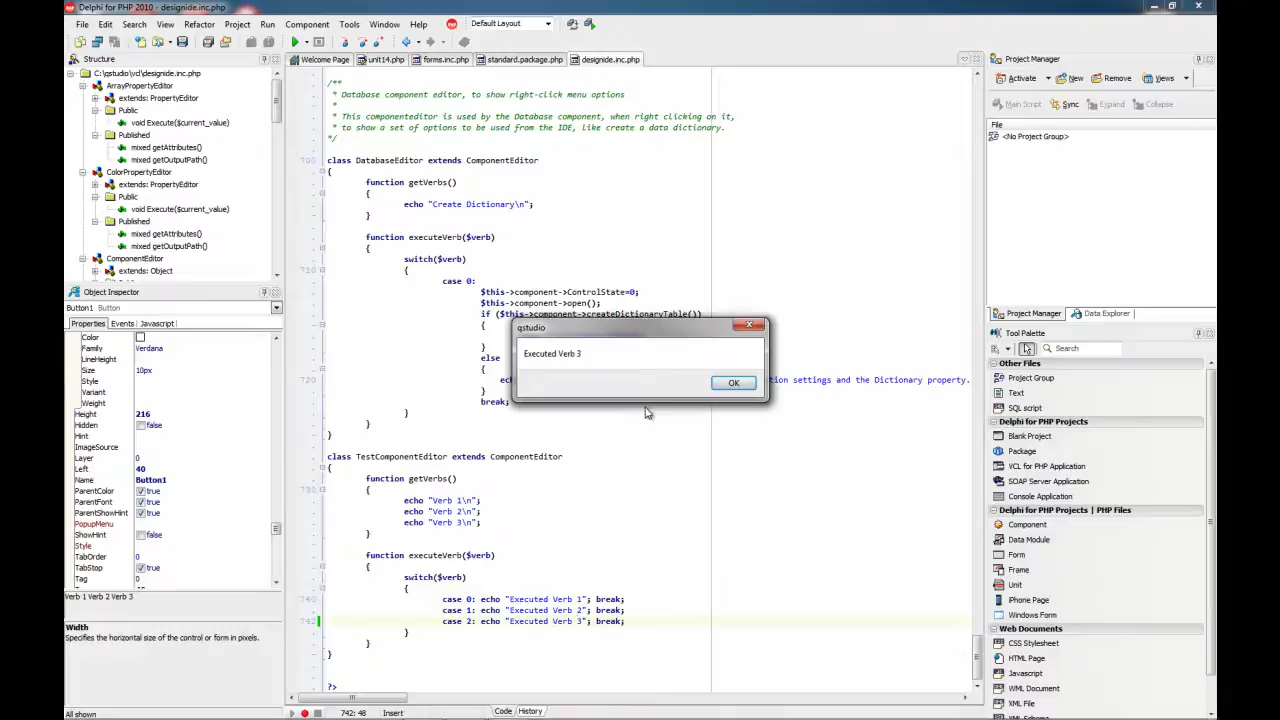 Delphi for PHP 2010 - designide.inc.php
File Edit Search View Refactor Project Run Component Tools Window Help Default Layout
Structure
C:\qstudio\vcl\designide.inc.php
ArrayPropertyEditor
extends: PropertyEditor
Public
void Execute($current_value)
Published
mixed getAttributes()
mixed getOutputPath()
ColorPropertyEditor
extends: PropertyEditor
Public
void Execute($current_value)
Published
mixed getAttributes()
mixed getOutputPath()
ComponentEditor
extends: Object
Object Inspector
Button1 Button
Properties Events Javascript
Color
Family Verdana
LineHeight
Size 10px
Style
Variant
Weight
Height 216
Hidden false
Hint
ImageSource
Layer 0
Left 40
Name Button1
ParentColor true
ParentFont true
ParentShowHint true
PopupMenu
ShowHint false
Style
TabOrder 0
TabStop true
Tag 0
Verb 1 Verb 2 Verb 3
Width
Specifies the horizontal size of the control or form in pixels.
All shown
Welcome Page unit14.php forms.inc.php standard.package.php designide.inc.php
/**
* Database component editor, to show right-click menu options
*
* This componenteditor is used by the Database component, when right clicking on it,
* to show a set of options to be used from the IDE, like create a data dictionary.
*/
700 class DatabaseEditor extends ComponentEditor
{
function getVerbs()
{
echo "Create Dictionary\n";
}
function executeVerb($verb)
{
switch($verb)
710 {
case 0:
$this->component->ControlState=0;
$this->component->open();
if ($this->component->createDictionaryTable())
{
}
else
{
720 ction settings and the Dictionary property.
}
break;
}
}
}
class TestComponentEditor extends ComponentEditor
{
function getVerbs()
730 {
echo "Verb 1\n";
echo "Verb 2\n";
echo "Verb 3\n";
}
function executeVerb($verb)
{
switch($verb)
{
740 case 0: echo "Executed Verb 1"; break;
case 1: echo "Executed Verb 2"; break;
742 case 2: echo "Executed Verb 3"; break;
}
}
}
?>
742: 48 Insert Code History
qstudio
Executed Verb 3
OK
Project Manager
Activate New Remove Views
Main Script Sync Expand Collapse
File
<No Project Group>
Project Manager Data Explorer
Tool Palette
Search
Other Files
Project Group
Text
SQL script
Delphi for PHP Projects
Blank Project
Package
VCL for PHP Application
SOAP Server Application
Console Application
Delphi for PHP Projects | PHP Files
Component
Data Module
Form
Frame
Unit
iPhone Page
Windows Form
Web Documents
CSS Stylesheet
HTML Page
Javascript
WML Document
XML File